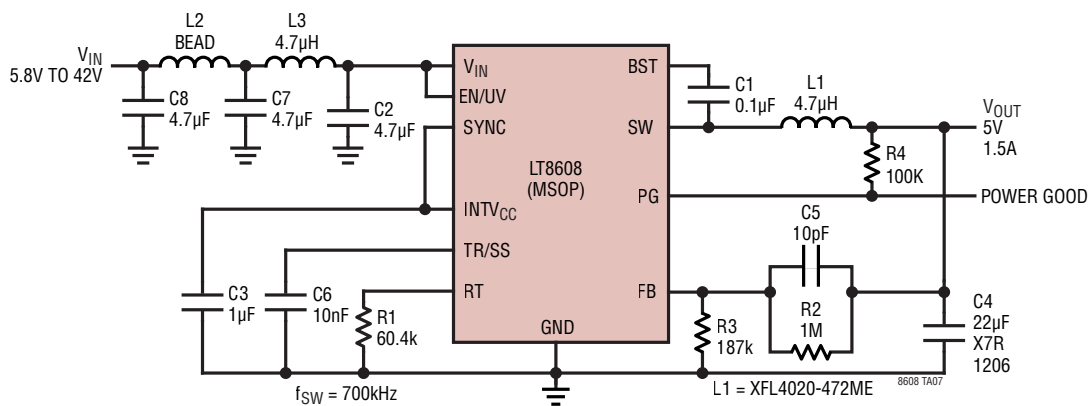 L2
BEAD
L3
4.7µH
VIN
5.8V TO 42V
C8
4.7µF
C7
4.7µF
C2
4.7µF
VIN
EN/UV
SYNC
INTVCC
TR/SS
RT
LT8608
(MSOP)
GND
BST
SW
PG
FB
C1
0.1µF
L1
4.7µH
VOUT
5V
1.5A
R4
100K
POWER GOOD
C5
10pF
R2
1M
R3
187k
C4
22µF
X7R
1206
C3
1µF
C6
10nF
R1
60.4k
fSW = 700kHz
L1 = XFL4020-472ME
8608 TA07